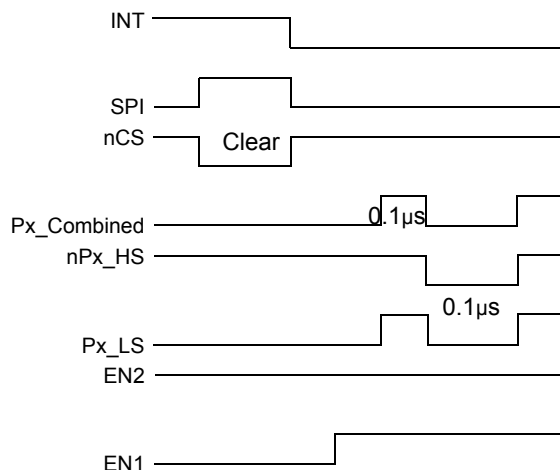 INT
SPI
nCS
Clear
Px_Combined
0.1µs
nPx_HS
0.1µs
Px_LS
EN2
EN1